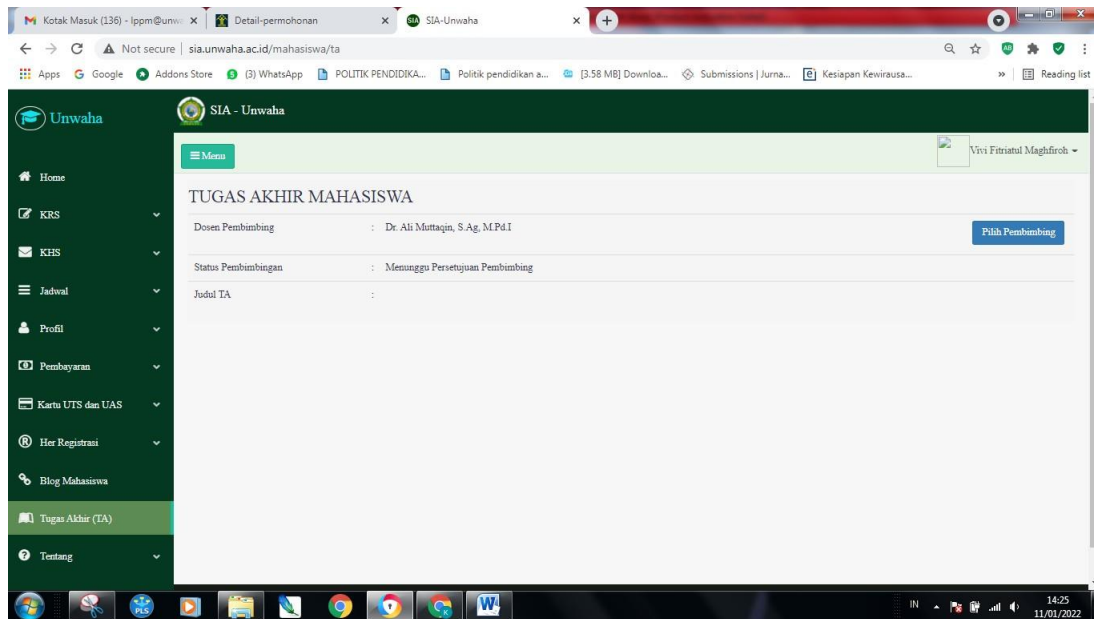 Kotak Masuk (136) - lppm@unw
Detail-permohonan
SIA SIA-Unwaha
Not secure | sia.unwaha.ac.id/mahasiswa/ta
Apps Google Addons Store (3) WhatsApp POLITIK PENDIDIKA... Politik pendidikan a... [3.58 MB] Downloa... Submissions | Jurna... Kesiapan Kewirausa... » Reading list
Unwaha
SIA - Unwaha
Menu
Vivi Fitriatul Maghfiroh
Home
KRS
KHS
Jadwal
Profil
Pembayaran
Kartu UTS dan UAS
Her Registrasi
Blog Mahasiswa
Tugas Akhir (TA)
Tentang
TUGAS AKHIR MAHASISWA
Dosen Pembimbing : Dr. Ali Muttaqin, S.Ag, M.Pd.I
Pilih Pembimbing
Status Pembimbingan : Menunggu Persetujuan Pembimbing
Judul TA :
PLS
IN
14:25
11/01/2022